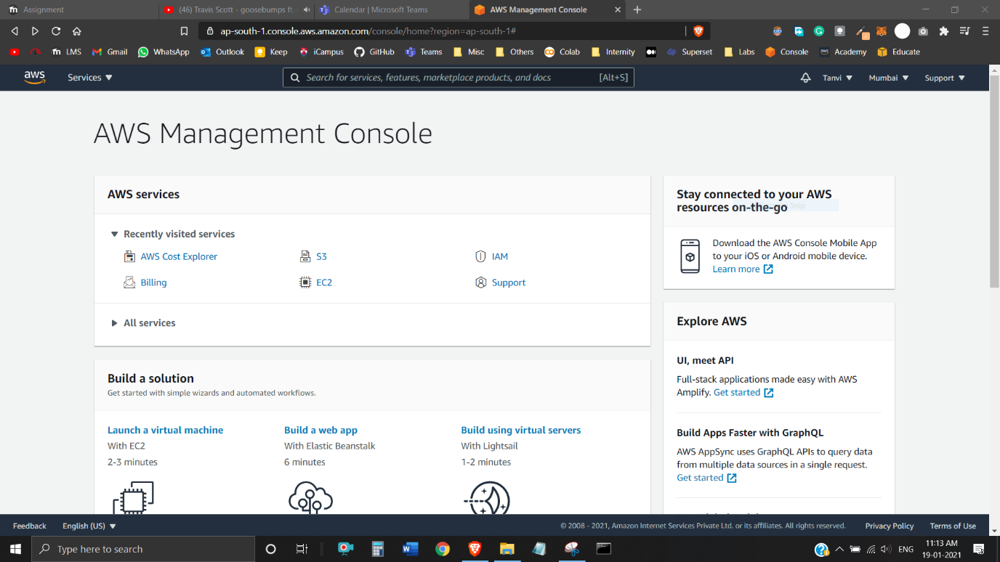 Assignment
(46) Travis Scott - goosebumps ft.
Calendar | Microsoft Teams
AWS Management Console
ap-south-1.console.aws.amazon.com/console/home?region=ap-south-1#
LMS
Gmail
WhatsApp
Outlook
Keep
iCampus
GitHub
Teams
Misc
Others
Colab
Internity
Superset
Labs
Console
Academy
Educate
aws
Services
Search for services, features, marketplace products, and docs
[Alt+S]
Tanvi
Mumbai
Support
AWS Management Console
AWS services
Recently visited services
AWS Cost Explorer
S3
IAM
Billing
EC2
Support
All services
Build a solution
Get started with simple wizards and automated workflows.
Launch a virtual machine
With EC2
2-3 minutes
Build a web app
With Elastic Beanstalk
6 minutes
Build using virtual servers
With Lightsail
1-2 minutes
Stay connected to your AWS
resources on-the-go
Download the AWS Console Mobile App
to your iOS or Android mobile device.
Learn more
Explore AWS
UI, meet API
Full-stack applications made easy with AWS
Amplify. Get started
Build Apps Faster with GraphQL
AWS AppSync uses GraphQL APIs to query data
from multiple data sources in a single request.
Get started
Feedback
English (US)
© 2008 - 2021, Amazon Internet Services Private Ltd. or its affiliates. All rights reserved.
Privacy Policy
Terms of Use
Type here to search
ENG
11:13 AM
19-01-2021